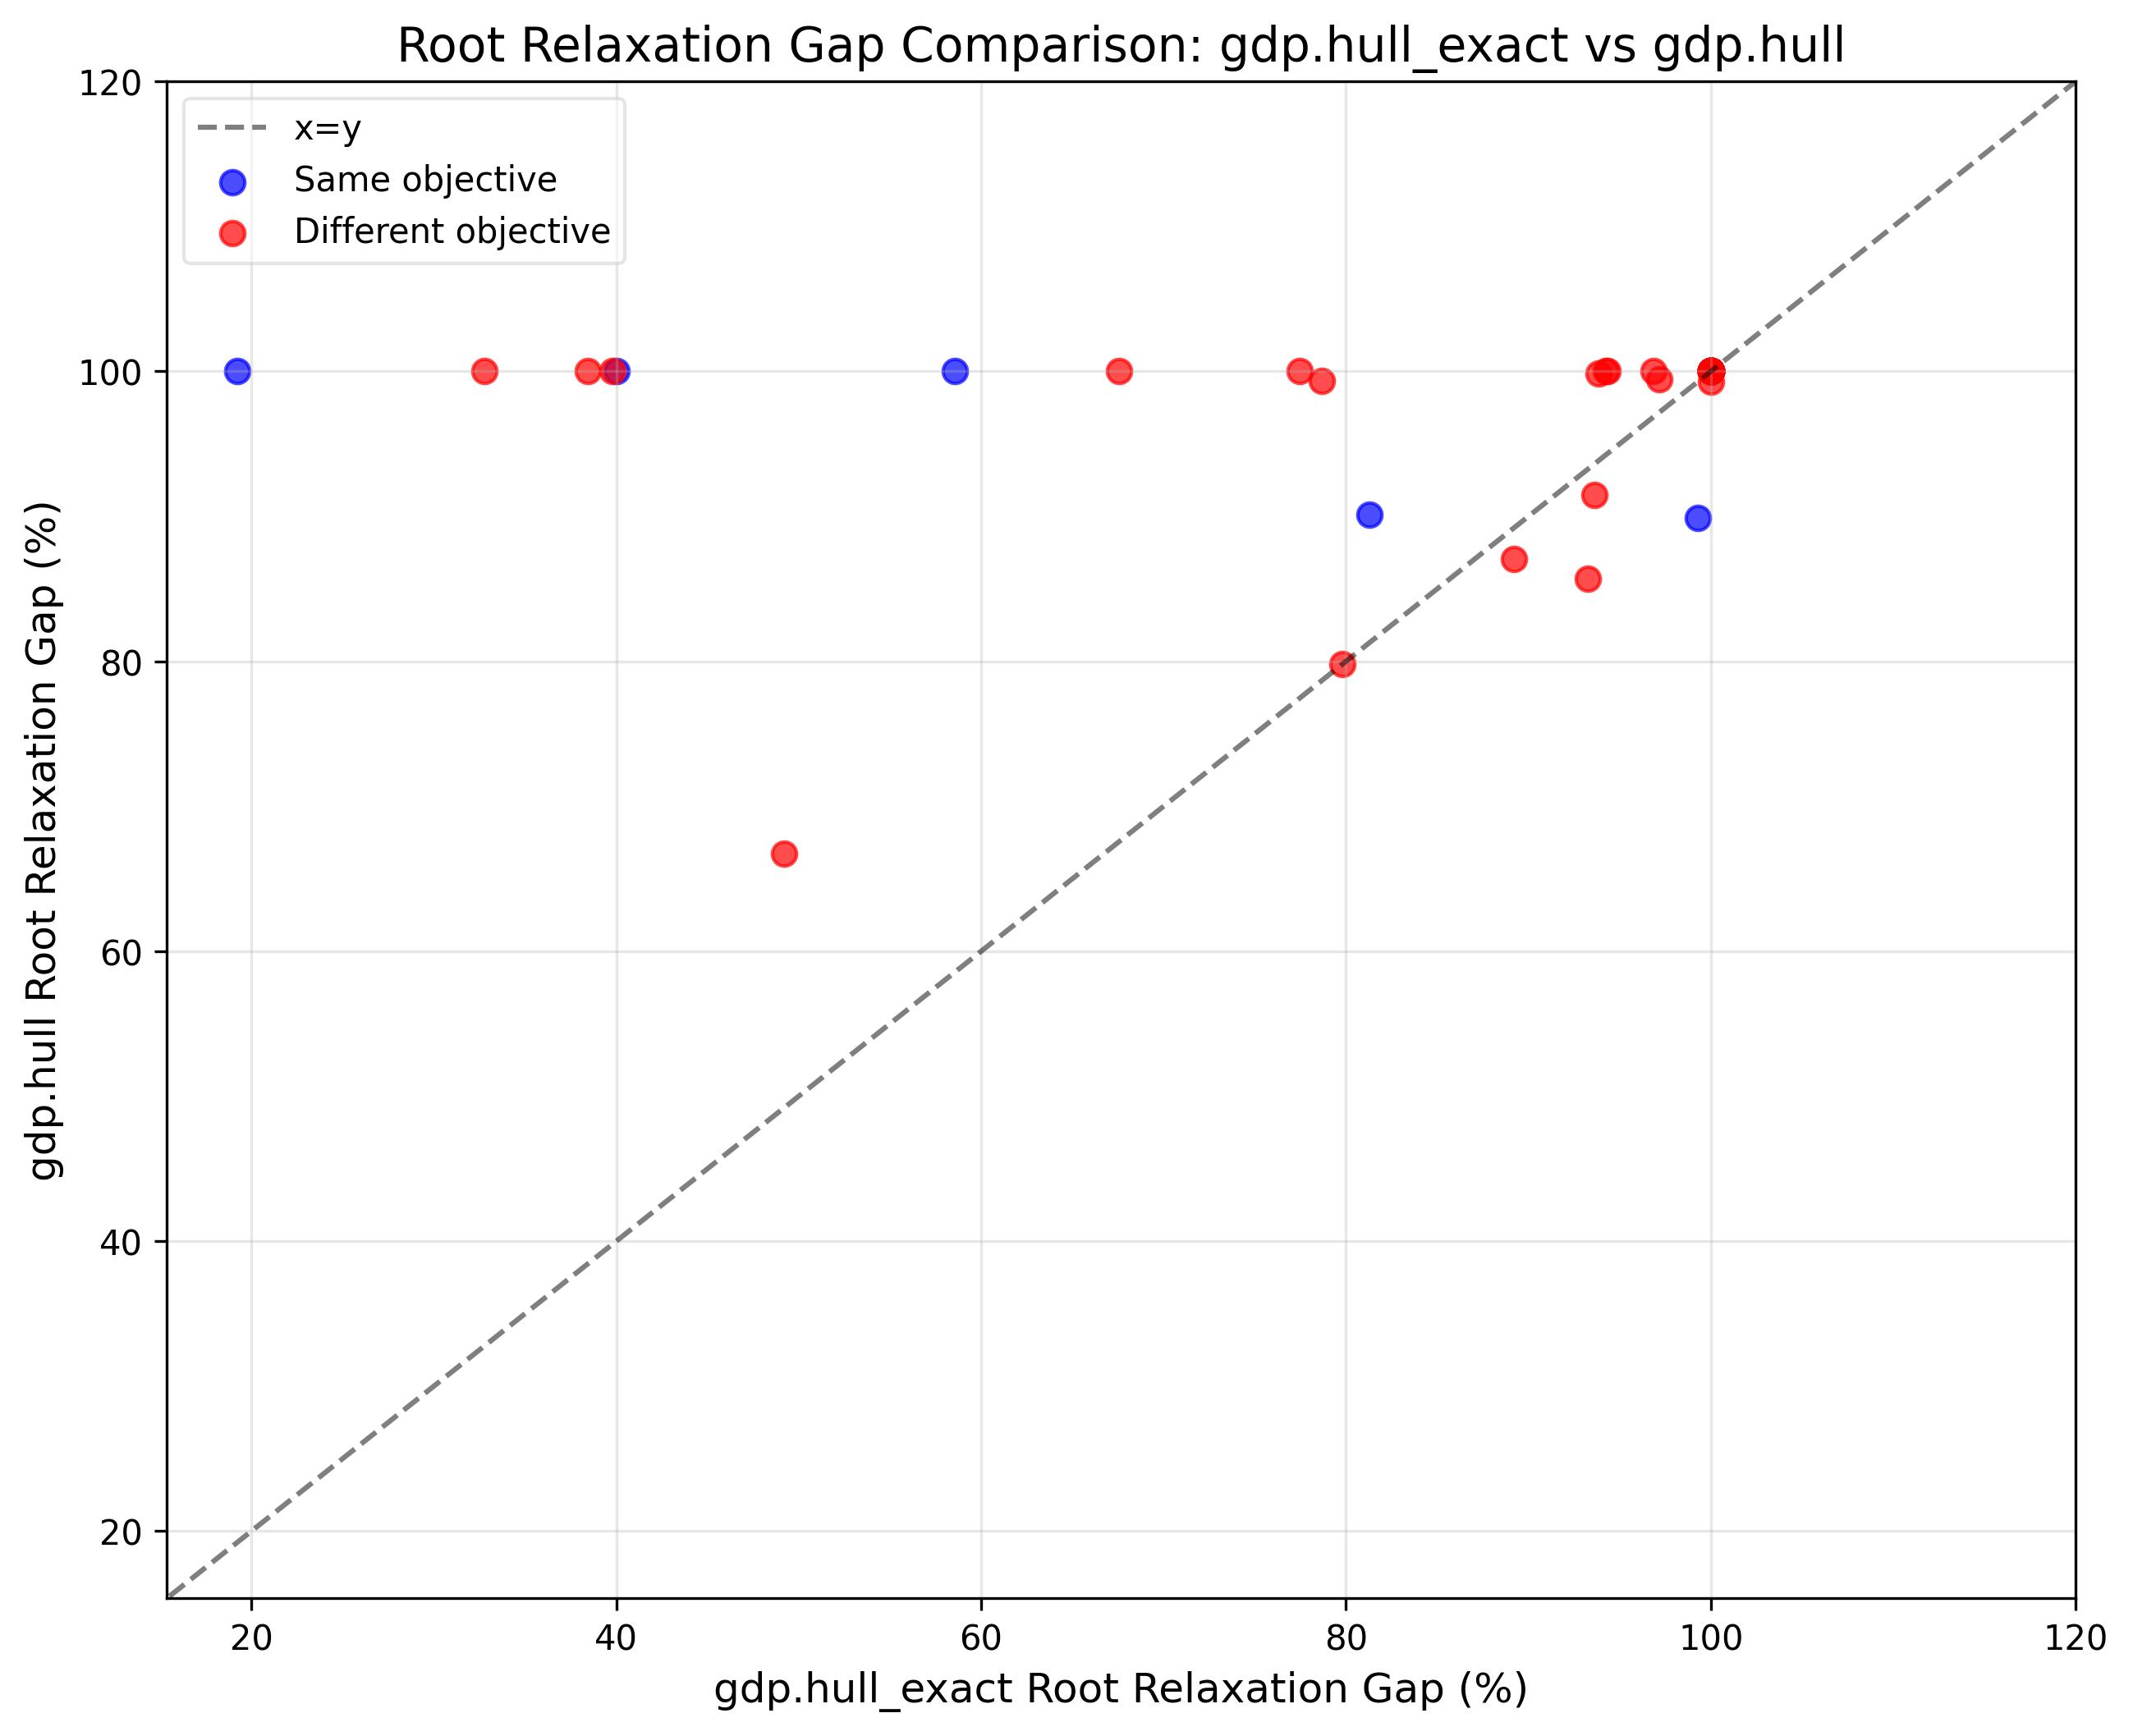 Root Relaxation Gap Comparison: gdp.hull_exact vs gdp.hull
x=y
Same objective
Different objective
gdp.hull Root Relaxation Gap (%)
120
100
80
60
40
20
20 40 60 80 100 120
gdp.hull_exact Root Relaxation Gap (%)